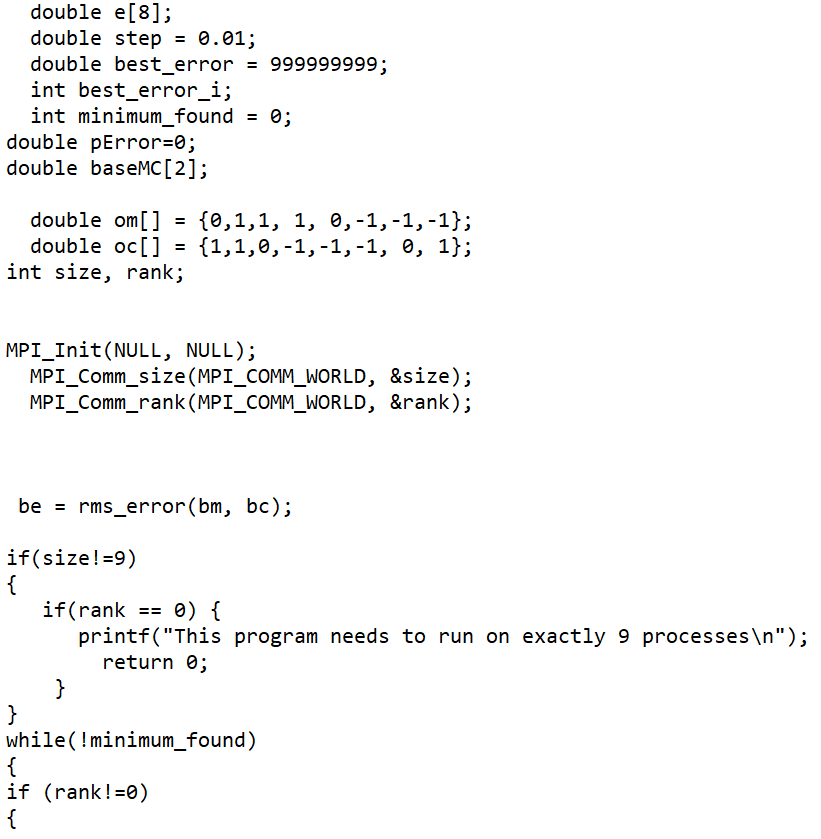 double e[8];
  double step = 0.01;
  double best_error = 999999999;
  int best_error_i;
  int minimum_found = 0;
double pError=0;
double baseMC[2];

  double om[] = {0,1,1, 1, 0,-1,-1,-1};
  double oc[] = {1,1,0,-1,-1,-1, 0, 1};
int size, rank;


MPI_Init(NULL, NULL);
  MPI_Comm_size(MPI_COMM_WORLD, &size);
  MPI_Comm_rank(MPI_COMM_WORLD, &rank);



 be = rms_error(bm, bc);

if(size!=9)
{
   if(rank == 0) {
      printf("This program needs to run on exactly 9 processes\n");
        return 0;
    }
}
while(!minimum_found)
{
if (rank!=0)
{